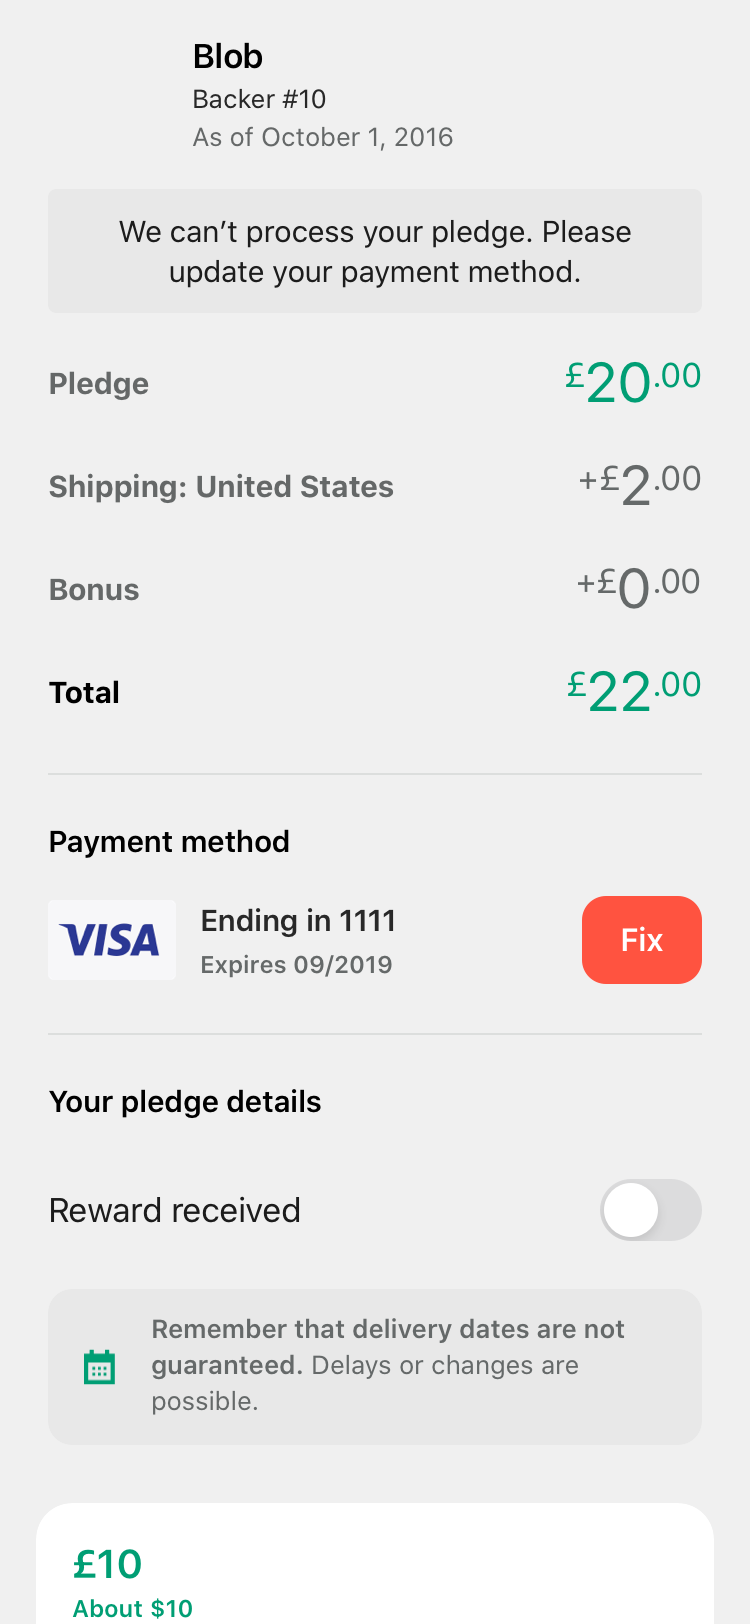 Blob
Backer #10
As of October 1, 2016
We can’t process your pledge. Please
update your payment method.
Pledge £20.00
Shipping: United States +£2.00
Bonus +£0.00
Total £22.00
Payment method
VISA
Ending in 1111
Expires 09/2019
Fix
Your pledge details
Reward received
Remember that delivery dates are not
guaranteed. Delays or changes are
possible.
£10
About $10